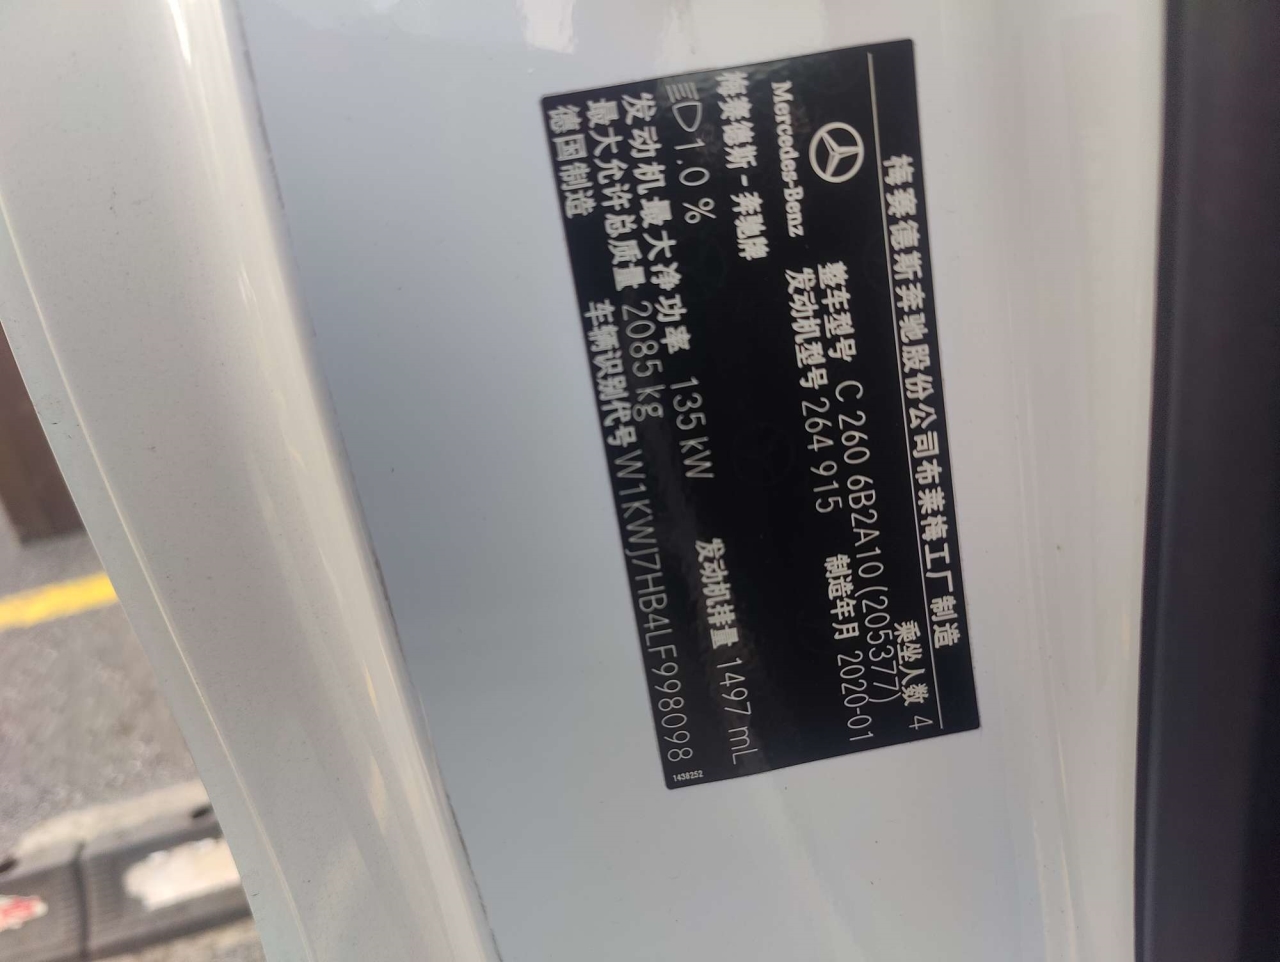 梅赛德斯奔驰股份公司布莱梅工厂制造
乘坐人数 4
整车型号 C 260 6B2A10 (205377)
发动机型号 264 915
制造年月 2020-01
Mercedes-Benz
梅赛德斯-奔驰牌
1.0 %
发动机排量 1497 mL
发动机最大净功率 135 kW
最大允许总质量 2085 kg
德国制造
车辆识别代号 W1KWJ7HB4LF998098
1438252